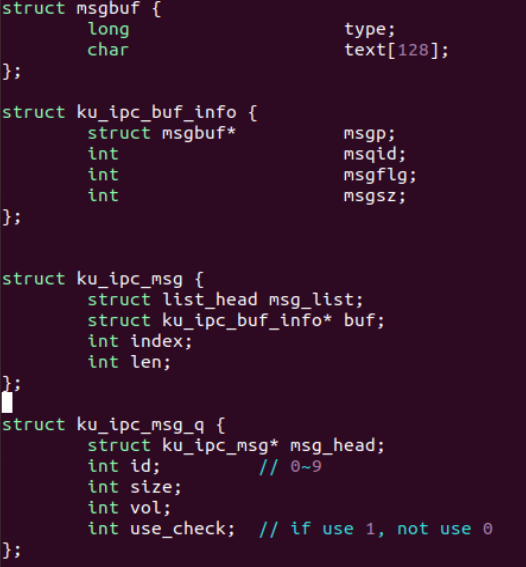 struct msgbuf {
        long                    type;
        char                    text[128];
};

struct ku_ipc_buf_info {
        struct msgbuf*          msgp;
        int                     msqid;
        int                     msgflg;
        int                     msgsz;
};


struct ku_ipc_msg {
        struct list_head msg_list;
        struct ku_ipc_buf_info* buf;
        int index;
        int len;
};

struct ku_ipc_msg_q {
        struct ku_ipc_msg* msg_head;
        int id;         // 0~9
        int size;
        int vol;
        int use_check;  // if use 1, not use 0
};